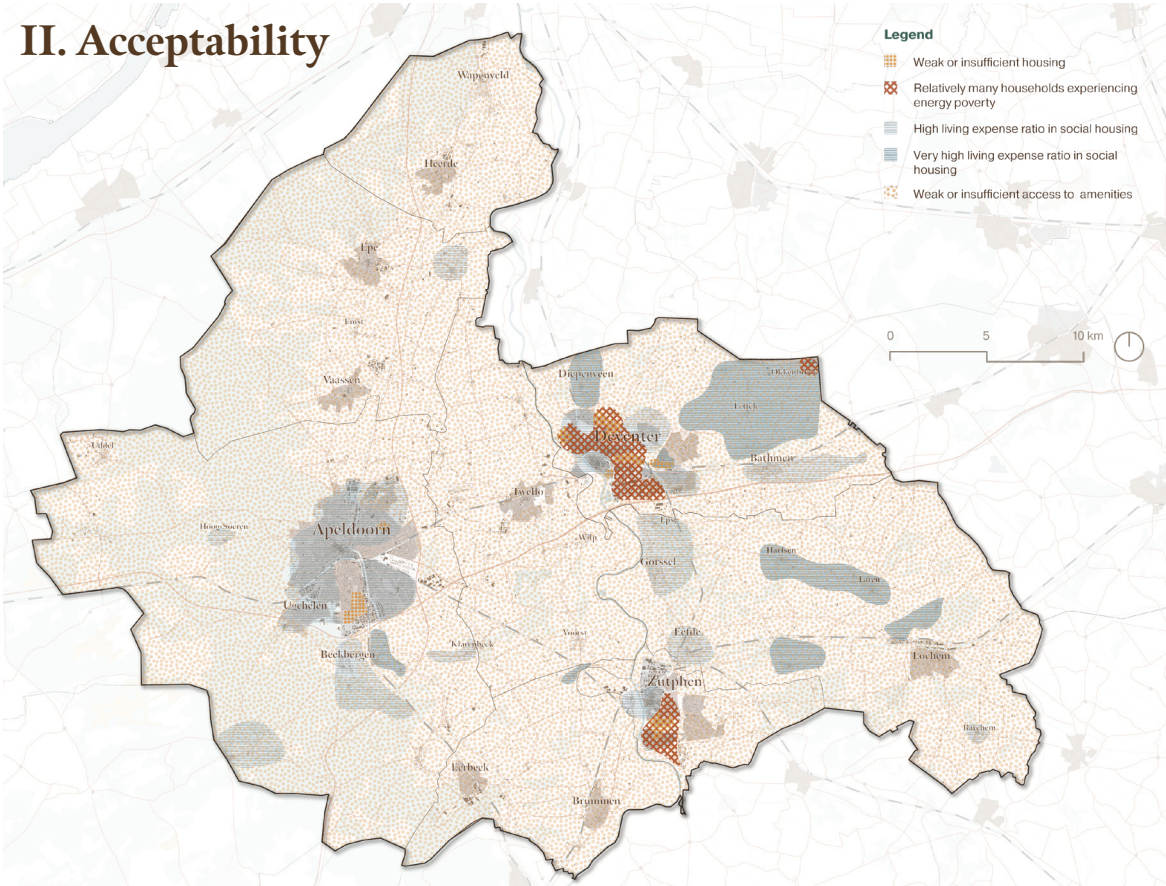 II. Acceptability
Legend
Weak or insufficient housing
Relatively many households experiencing
energy poverty
High living expense ratio in social housing
Very high living expense ratio in social
housing
Weak or insufficient access to amenities
0 5 10 km
Wapenveld
Heerde
Epe
Emst
Vaassen
Diepenveen
Lettele
Deventer
Uddel
Bathmen
Twello
Hoog Soeren
Apeldoorn
Epse
Wilp
Gorssel
Harfsen
Laren
Ugchelen
Voorst
Eefde
Klarenbeek
Beekbergen
Lochem
Zutphen
Barchem
Eerbeek
Brummen